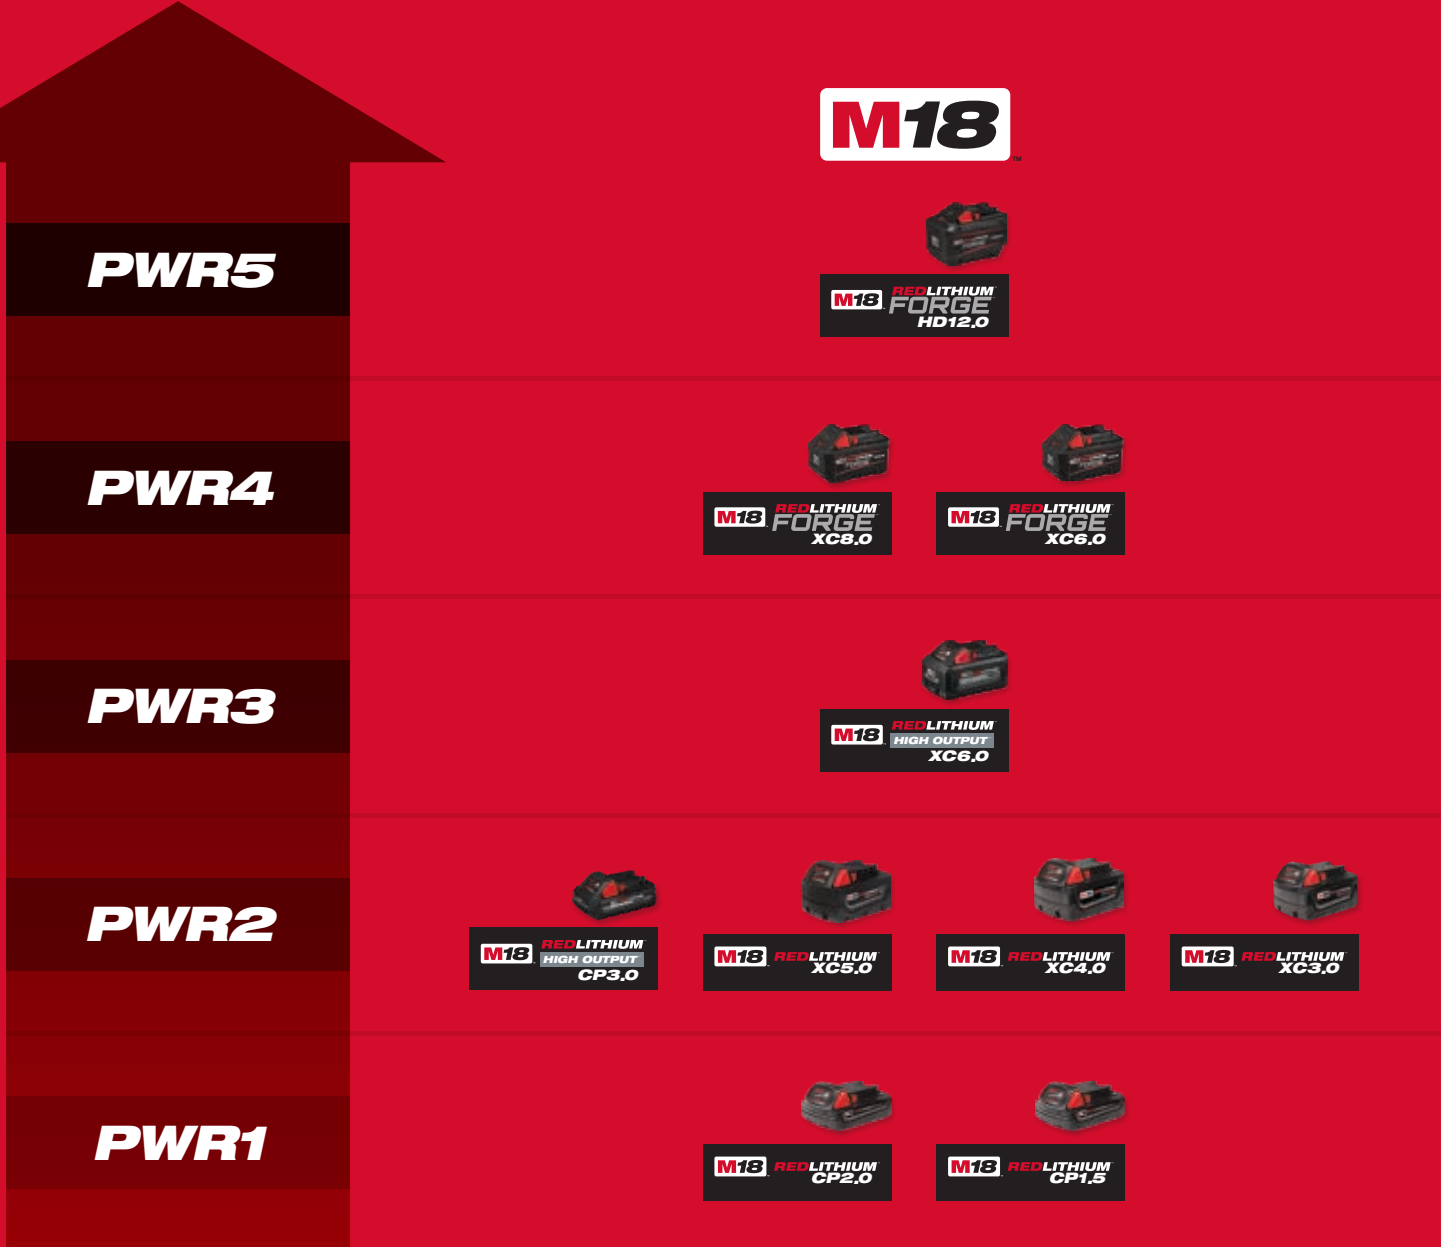 M18™
PWR5
M18 REDLITHIUM
FORGE
HD12.0
PWR4
M18 REDLITHIUM
FORGE
XC8.0
M18 REDLITHIUM
FORGE
XC6.0
PWR3
M18 REDLITHIUM
HIGH OUTPUT
XC6.0
PWR2
M18 REDLITHIUM
HIGH OUTPUT
CP3.0
M18 REDLITHIUM
XC5.0
M18 REDLITHIUM
XC4.0
M18 REDLITHIUM
XC3.0
PWR1
M18 REDLITHIUM
CP2.0
M18 REDLITHIUM
CP1.5